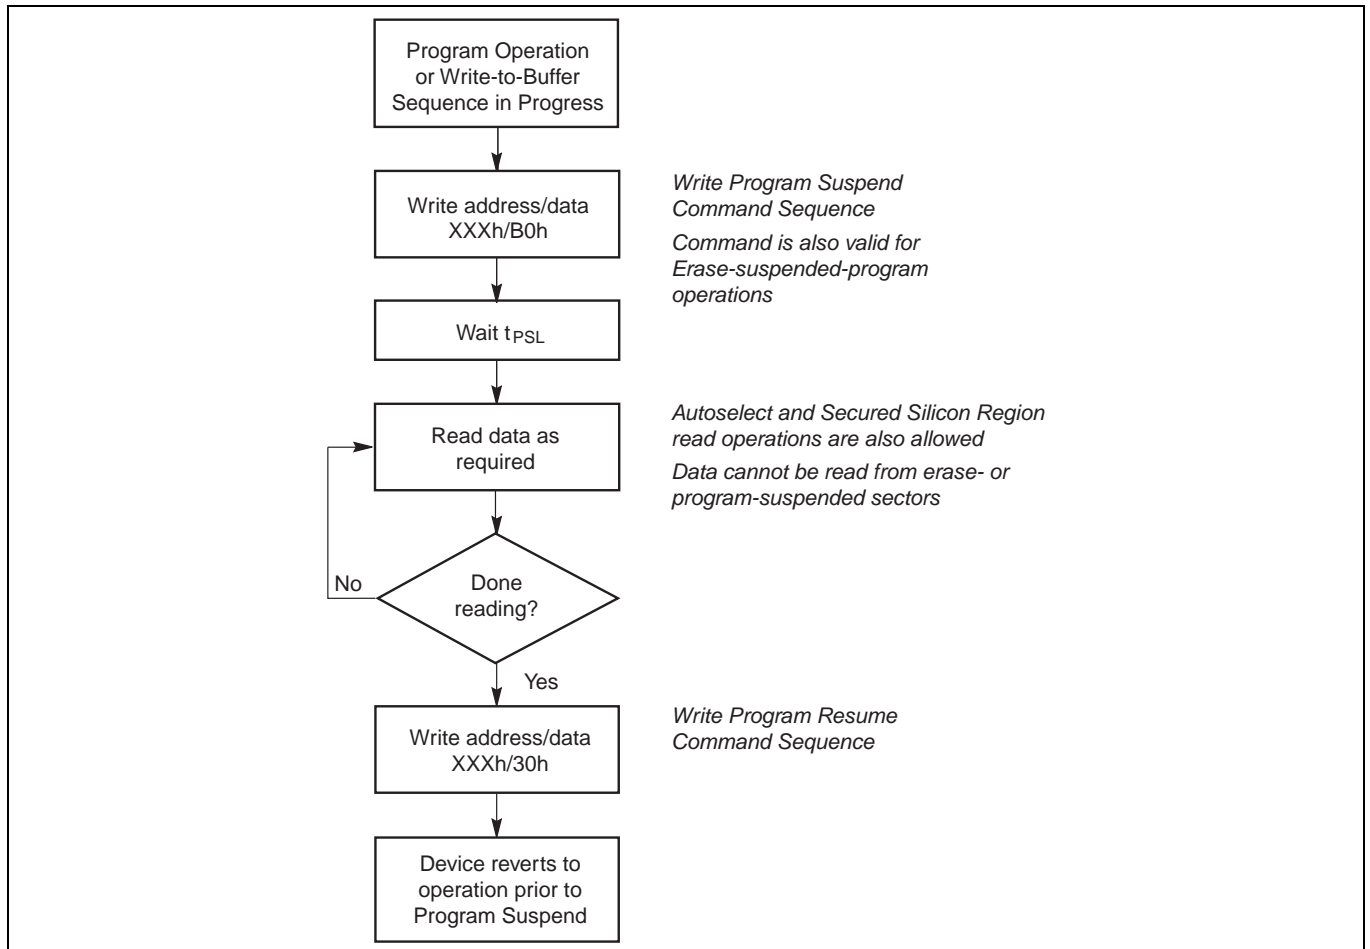 Program Operation
or Write-to-Buffer
Sequence in Progress
Write address/data
XXXh/B0h
Write Program Suspend
Command Sequence
Command is also valid for
Erase-suspended-program
operations
Wait tPSL
Read data as
required
Autoselect and Secured Silicon Region
read operations are also allowed
Data cannot be read from erase- or
program-suspended sectors
No
Done
reading?
Yes
Write address/data
XXXh/30h
Write Program Resume
Command Sequence
Device reverts to
operation prior to
Program Suspend